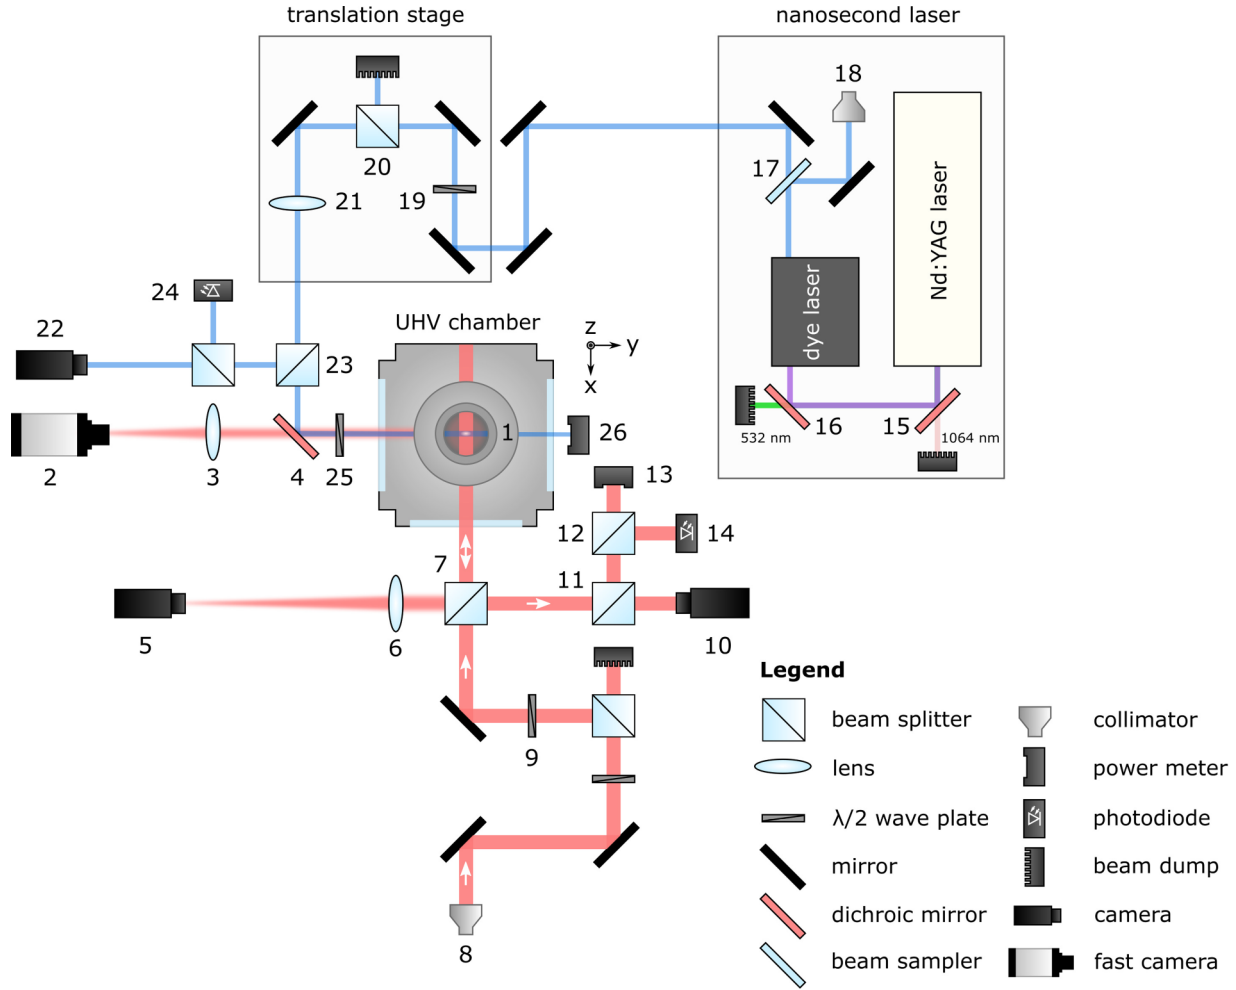 translation stage
nanosecond laser
18
17
20
19
21
Nd:YAG laser
dye laser
24
22
UHV chamber
z
y
x
23
1
26
532 nm
16
15
1064 nm
2
3
4
25
13
12
14
7
11
5
6
10
9
8
Legend
beam splitter
lens
λ/2 wave plate
mirror
dichroic mirror
beam sampler
collimator
power meter
photodiode
beam dump
camera
fast camera